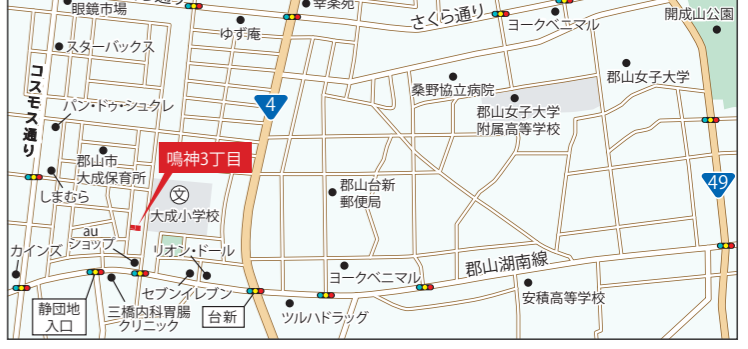 眼鏡市場
幸楽苑
さくら通り
ヨークベニマル
開成山公園
ゆず庵
スターバックス
コスモス通り
4
桑野協立病院
郡山女子大学
郡山女子大学
附属高等学校
パン・ドゥ・シュクレ
鳴神3丁目
郡山市
大成保育所
しまむら
大成小学校
文
郡山台新
郵便局
49
au
ショップ
カインズ
リオン・ドール
ヨークベニマル
郡山湖南線
セブンイレブン
安積高等学校
静団地
入口
三橋内科胃腸
クリニック
台新
ツルハドラッグ